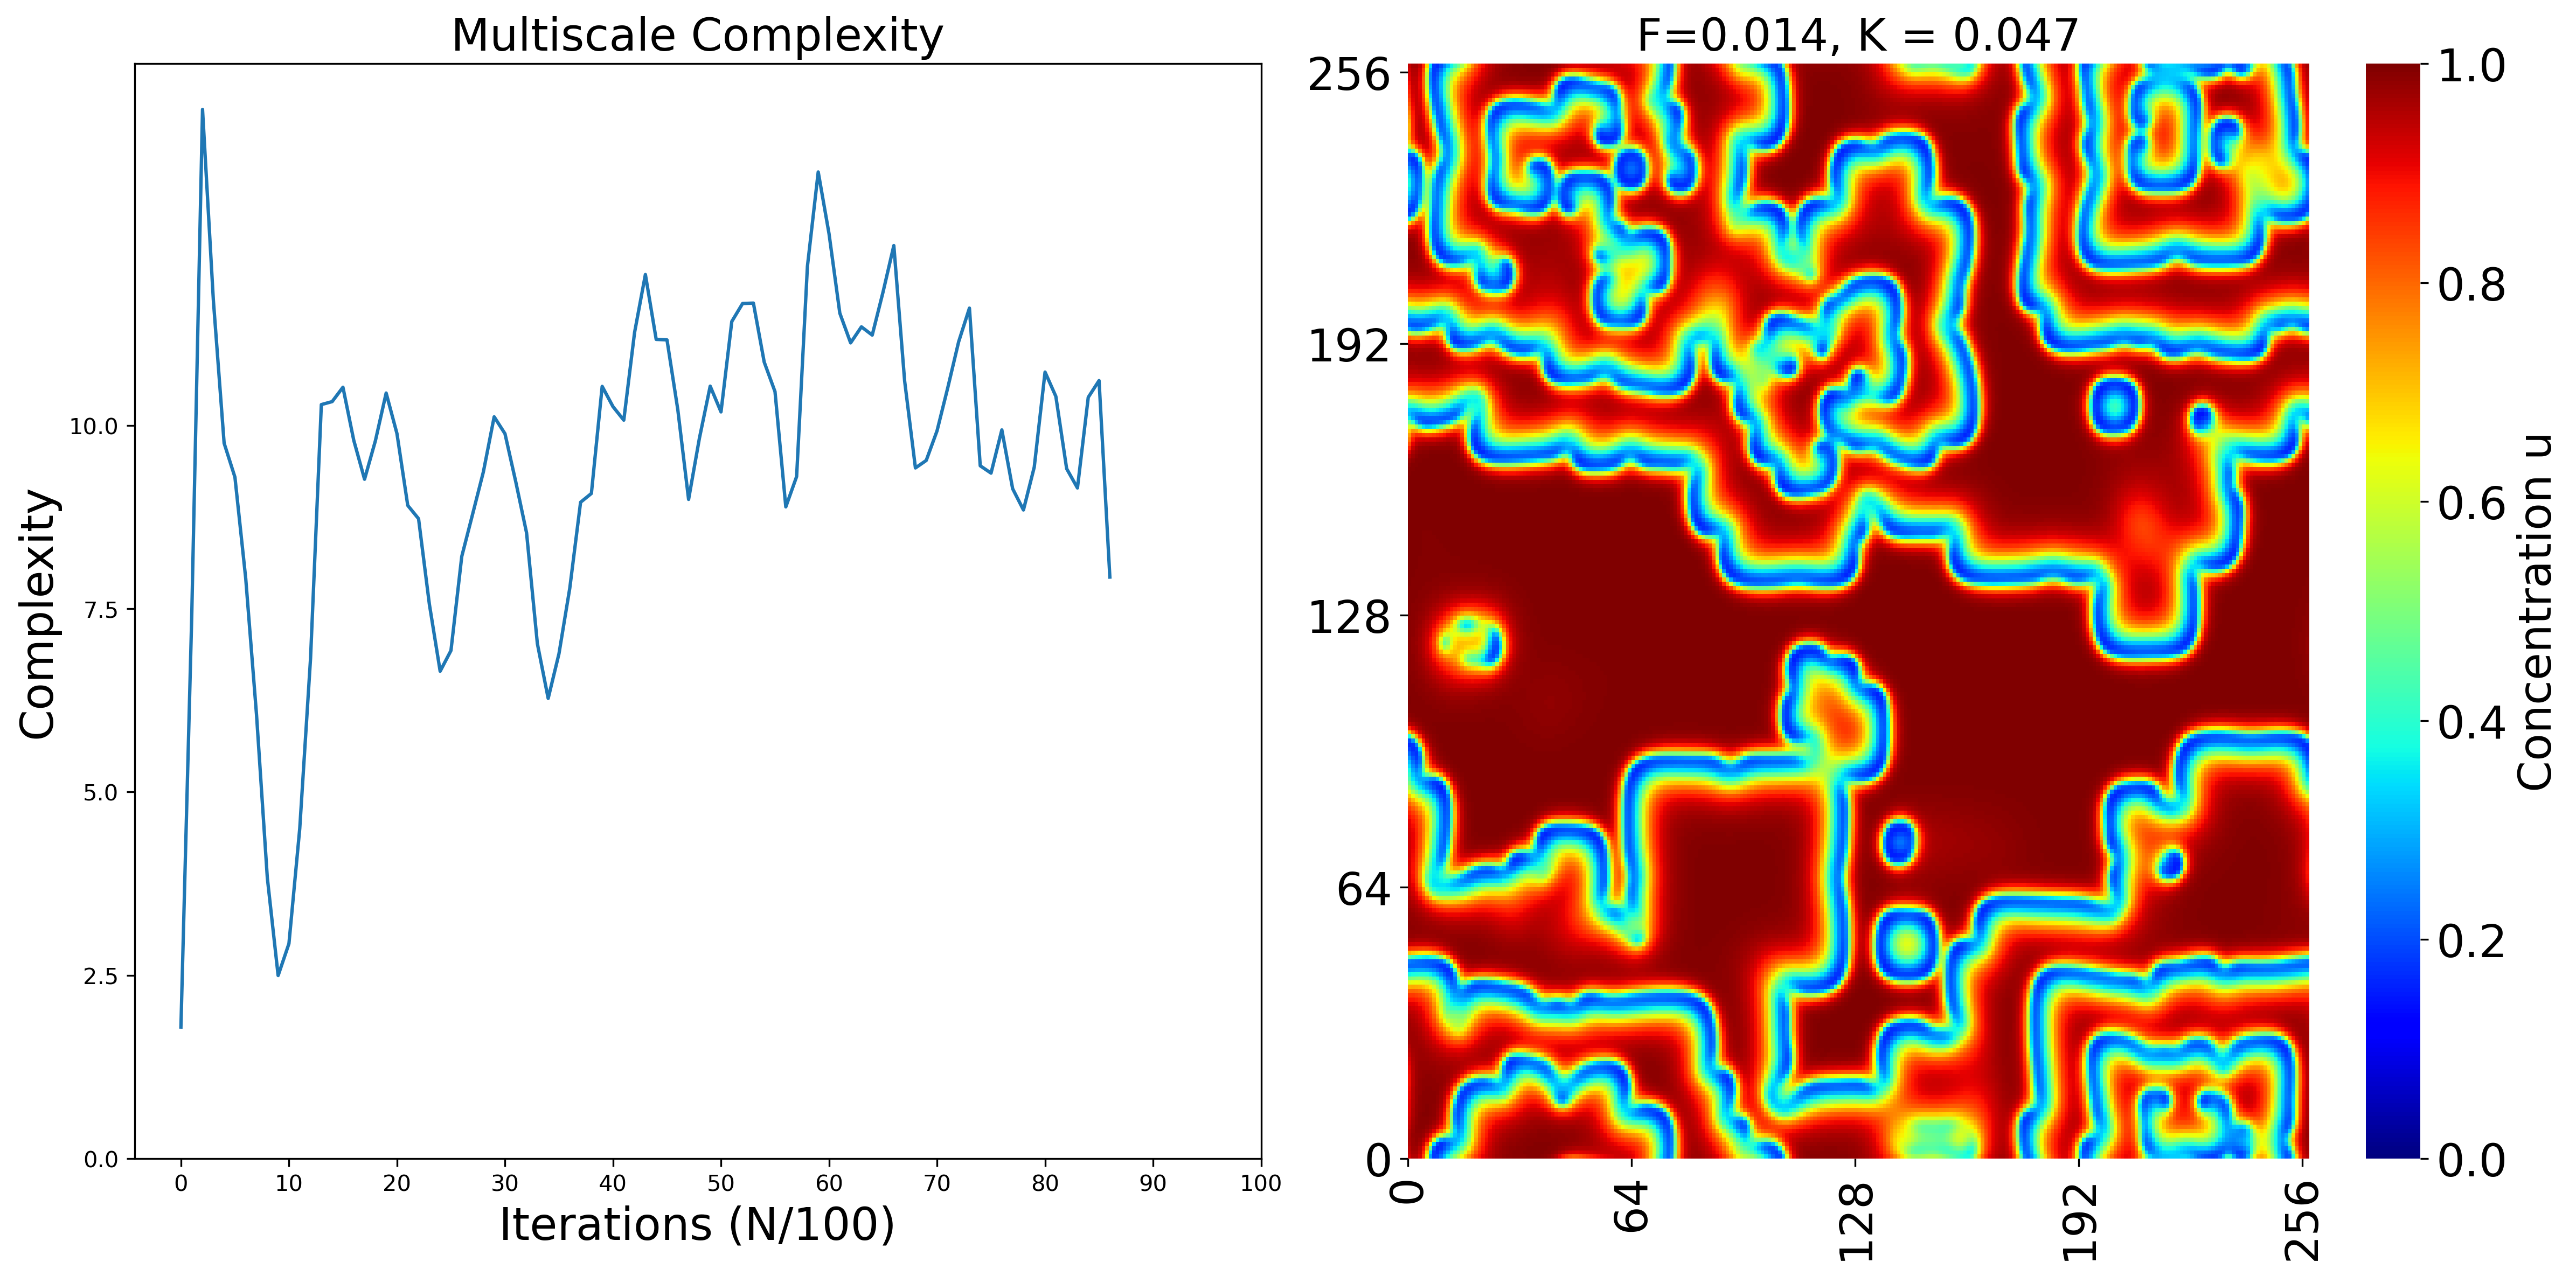 Multiscale Complexity
Complexity
10.0
7.5
5.0
2.5
0.0
0 10 20 30 40 50 60 70 80 90 100
Iterations (N/100)
F=0.014, K = 0.047
256
192
128
64
0
0 64 128 192 256
1.0
0.8
0.6
0.4
0.2
0.0
Concentration u